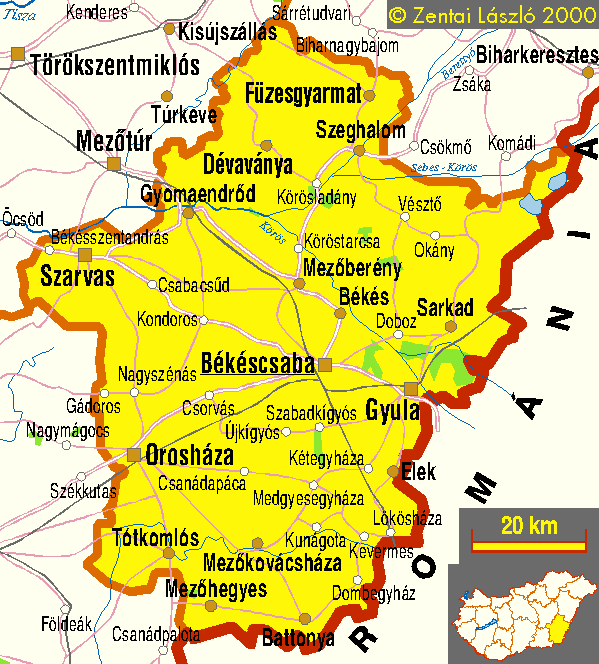 Tisza
Kenderes
Sárrétudvari
© Zentai László 2000
Kisújszállás
Biharnagybajom
Törökszentmiklós
Berettyó
Biharkeresztes
Zsáka
Füzesgyarmat
Túrkeve
Mezőtúr
Szeghalom
Csökmő
Komádi
Dévaványa
Sebes - Körös
Gyomaendrőd
Körösladány
Vésztő
Öcsöd
Békésszentandrás
Körös
Köröstarcsa
Okány
Szarvas
Mezőberény
Csabacsűd
Békés
Sarkad
Kondoros
Doboz
Békéscsaba
Nagyszénás
Gádoros
Csorvás
Szabadkígyós
Gyula
Nagymágocs
Újkígyós
Orosháza
Kétegyháza
Elek
Székkutas
Csanádapáca
Medgyesegyháza
Lőkösháza
20 km
Tótkomlós
Kunágota
Kevermes
Mezőkovácsháza
Mezőhegyes
Dombegyház
Földeák
Battonya
Csanádpalota
ROMÁNIA